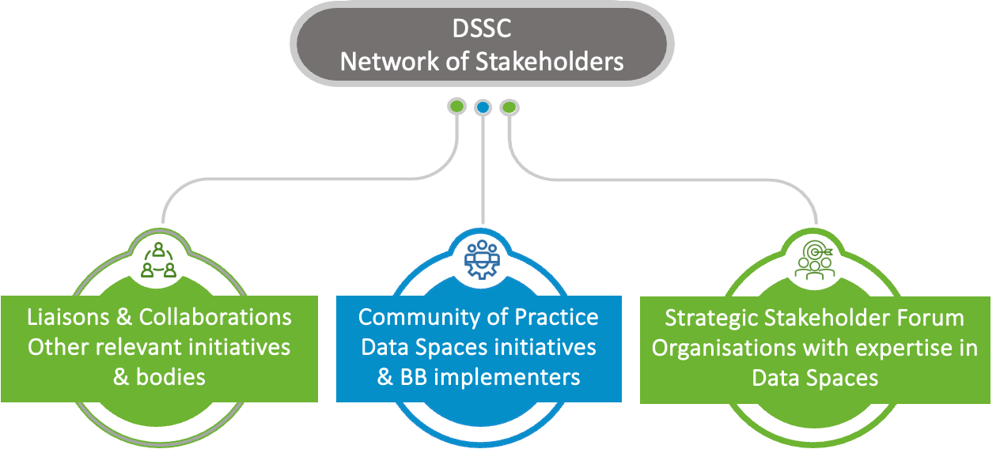 DSSC
Network of Stakeholders
Liaisons & Collaborations
Other relevant initiatives
& bodies
Community of Practice
Data Spaces initiatives
& BB implementers
Strategic Stakeholder Forum
Organisations with expertise in
Data Spaces